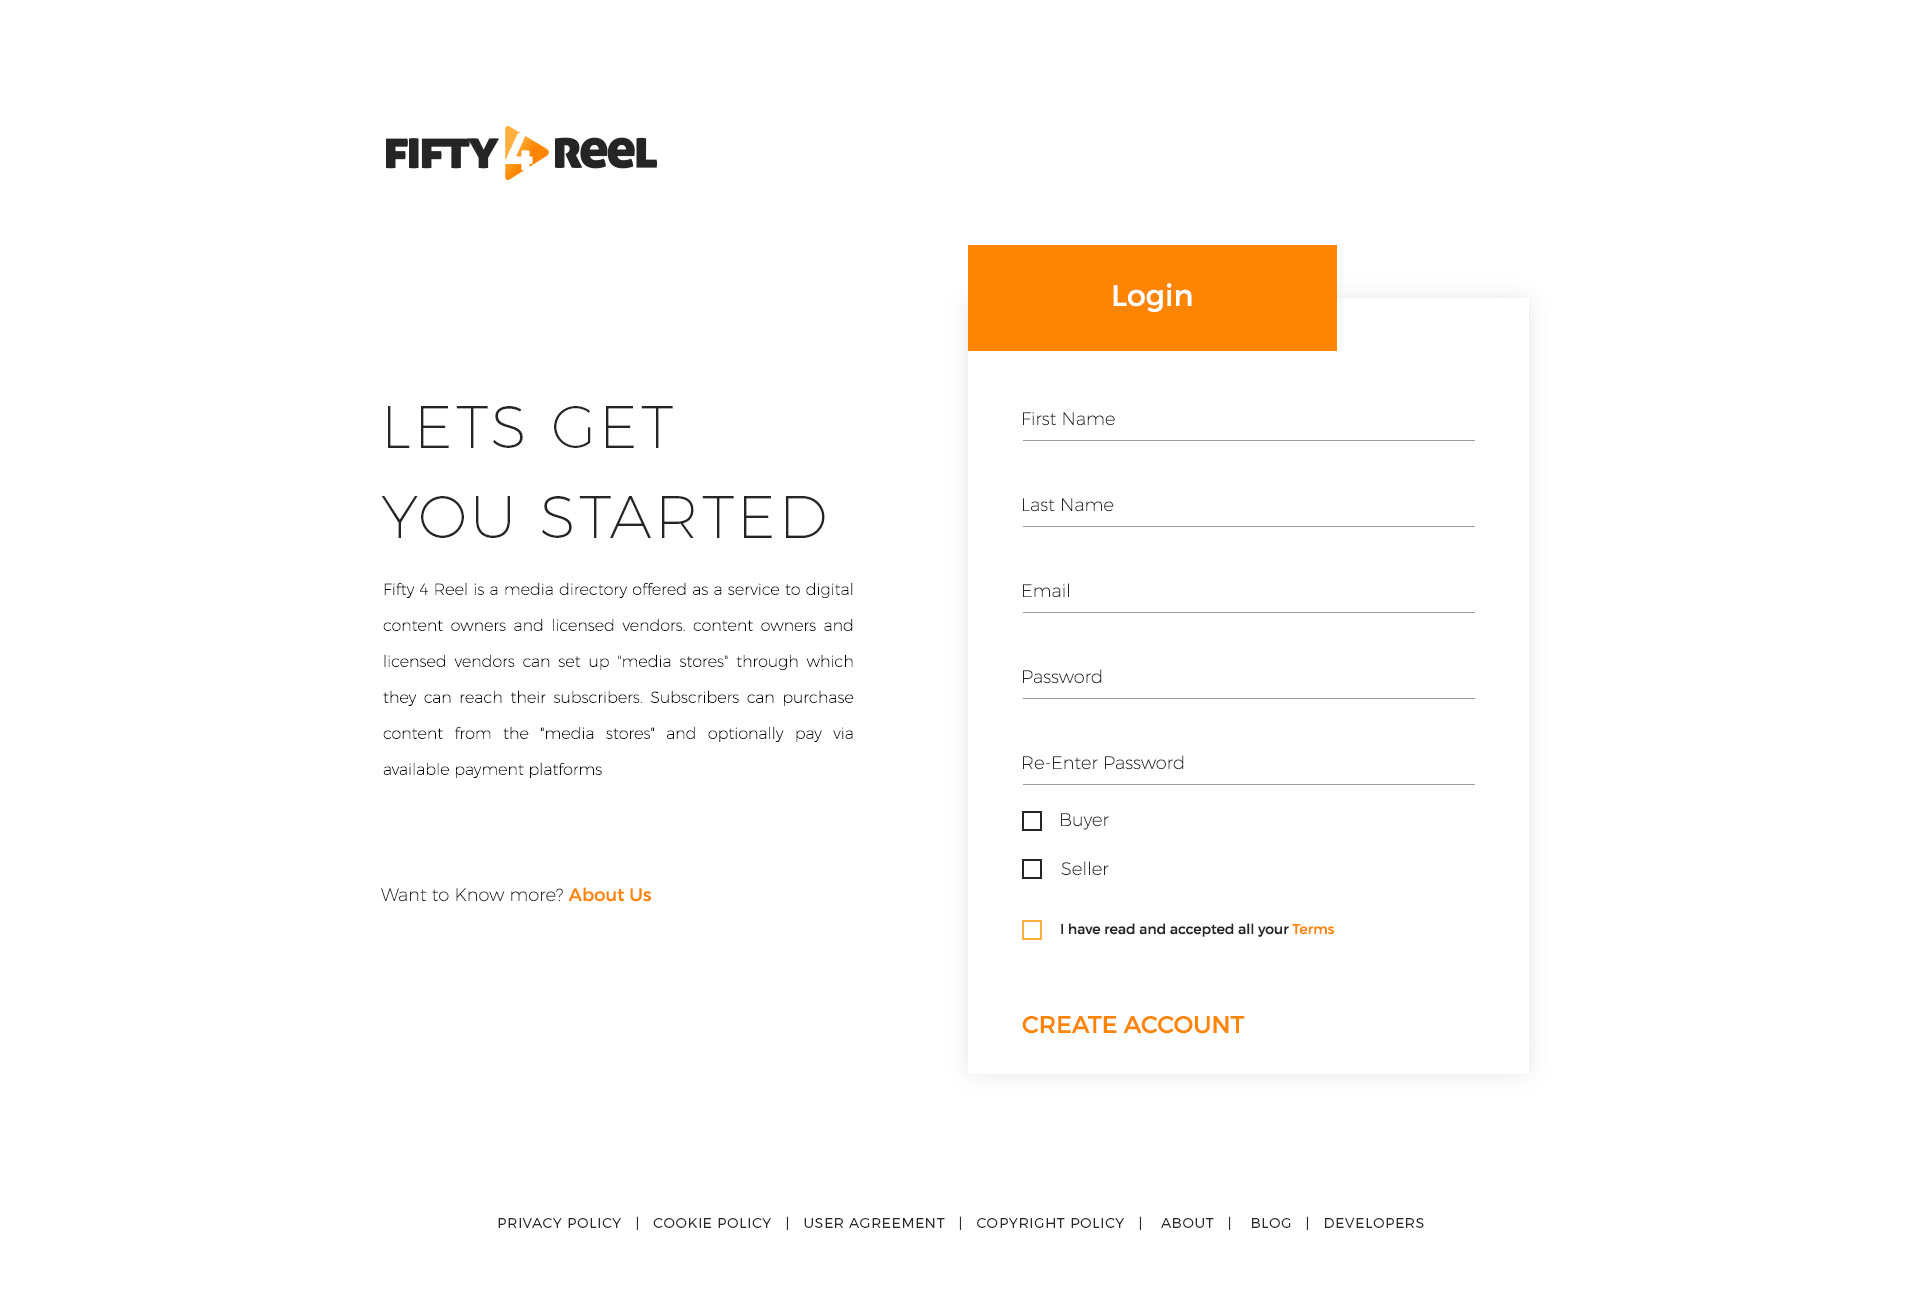 FIFTY 4 ReeL
LETS GET
YOU STARTED
Fifty 4 Reel is a media directory offered as a service to digital
content owners and licensed vendors. content owners and
licensed vendors can set up "media stores" through which
they can reach their subscribers. Subscribers can purchase
content from the "media stores" and optionally pay via
available payment platforms
Want to Know more? About Us
Login
First Name
Last Name
Email
Password
Re-Enter Password
Buyer
Seller
I have read and accepted all your Terms
CREATE ACCOUNT
PRIVACY POLICY | COOKIE POLICY | USER AGREEMENT | COPYRIGHT POLICY | ABOUT | BLOG | DEVELOPERS